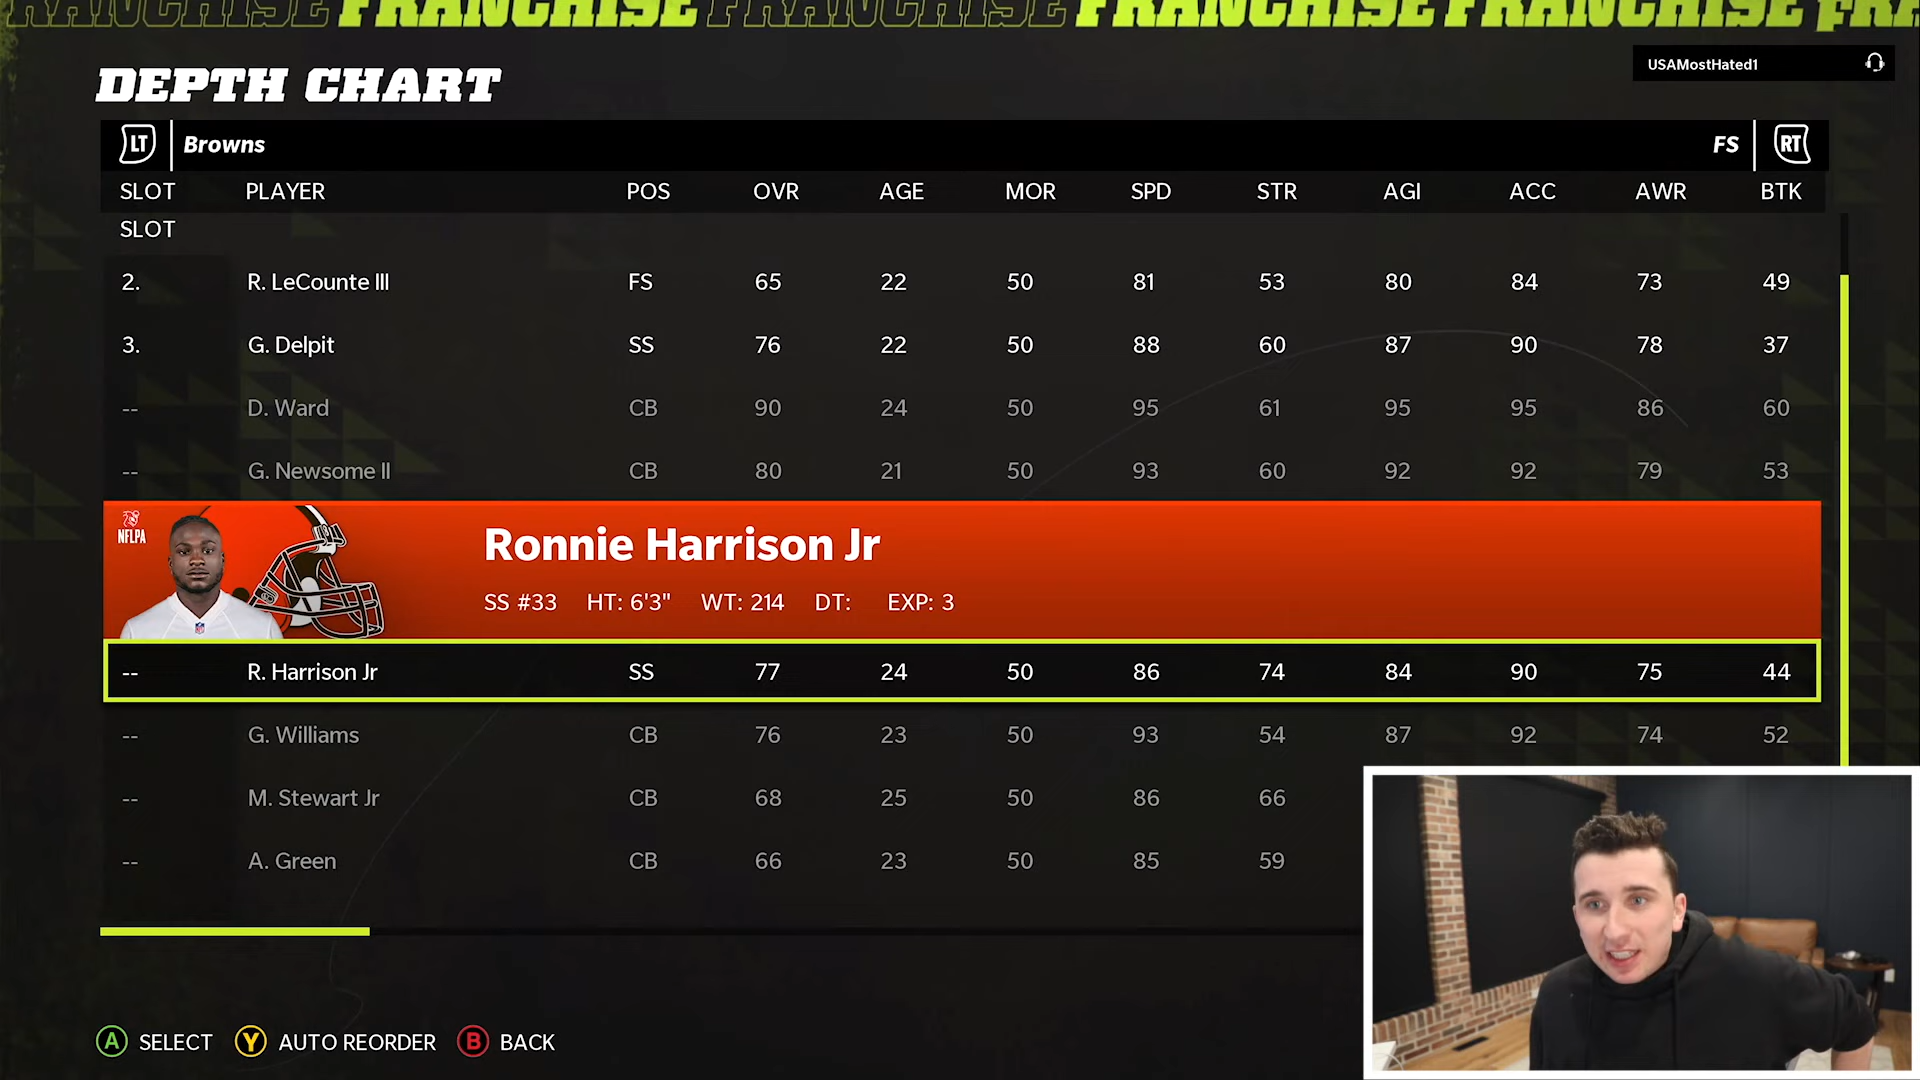 FRANCHISE FRANCHISE FRANCHISE FRANCHISE FRANCHISE FRA
USAMostHated1
DEPTH CHART
LT Browns FS RT
SLOT PLAYER POS OVR AGE MOR SPD STR AGI ACC AWR BTK
SLOT
2. R. LeCounte III FS 65 22 50 81 53 80 84 73 49
3. G. Delpit SS 76 22 50 88 60 87 90 78 37
-- D. Ward CB 90 24 50 95 61 95 95 86 60
-- G. Newsome II CB 80 21 50 93 60 92 92 79 53
NFLPA
Ronnie Harrison Jr
SS #33 HT: 6'3" WT: 214 DT: EXP: 3
-- R. Harrison Jr SS 77 24 50 86 74 84 90 75 44
-- G. Williams CB 76 23 50 93 54 87 92 74 52
-- M. Stewart Jr CB 68 25 50 86 66
-- A. Green CB 66 23 50 85 59
A SELECT Y AUTO REORDER B BACK